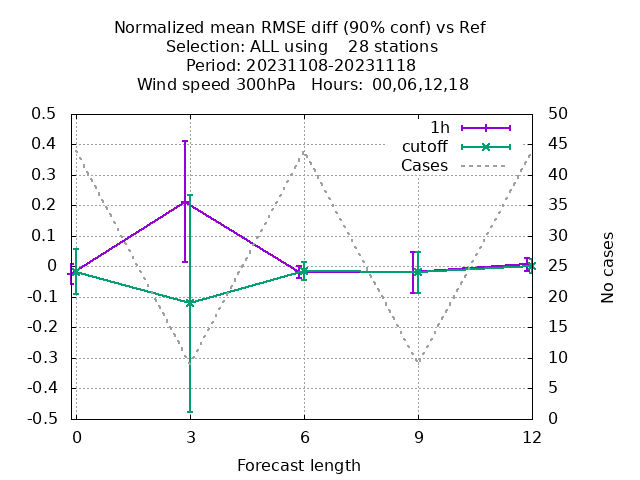 Normalized mean RMSE diff (90% conf) vs Ref
Selection: ALL using    28 stations
Period: 20231108-20231118
Wind speed 300hPa   Hours: 00,06,12,18
0.5
0.4
0.3
0.2
0.1
0
-0.1
-0.2
-0.3
-0.4
-0.5
1h
cutoff
Cases
50
45
40
35
30
25
20
15
10
5
0
No cases
0 3 6 9 12
Forecast length